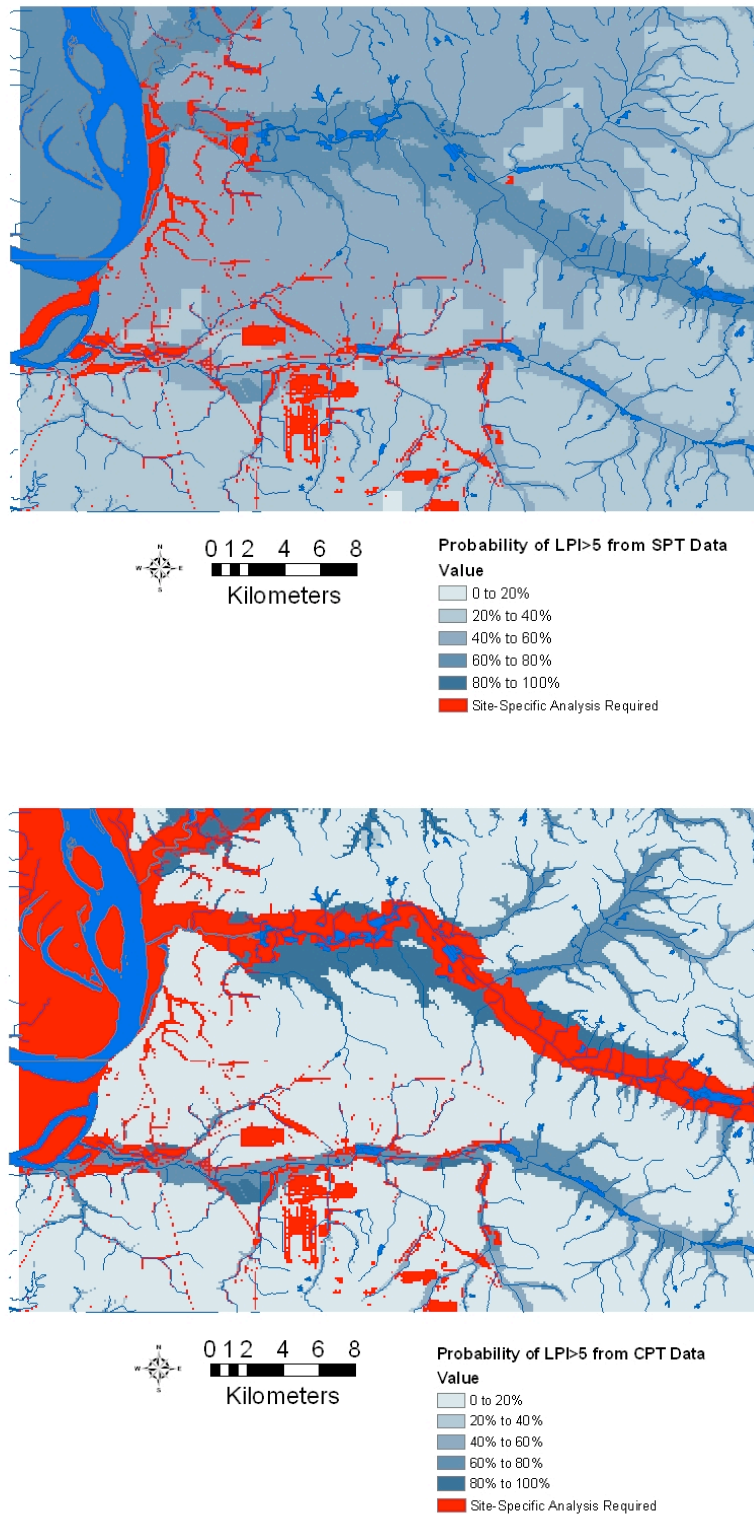 N
W E
S
0 1 2 4 6 8
Kilometers
Probability of LPI>5 from SPT Data
Value
0 to 20%
20% to 40%
40% to 60%
60% to 80%
80% to 100%
Site-Specific Analysis Required
N
W E
S
0 1 2 4 6 8
Kilometers
Probability of LPI>5 from CPT Data
Value
0 to 20%
20% to 40%
40% to 60%
60% to 80%
80% to 100%
Site-Specific Analysis Required